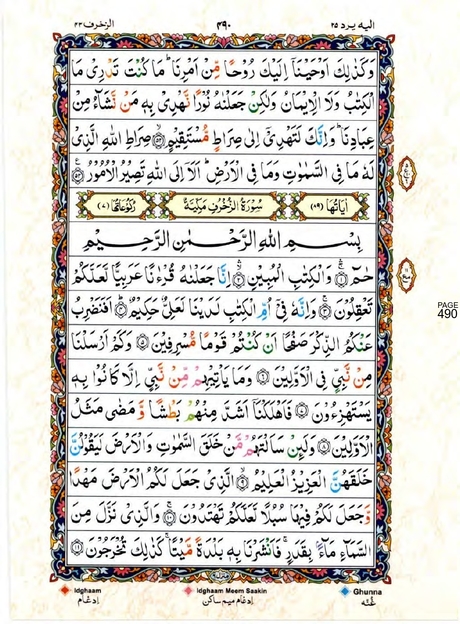 الزخرف ٤٣
٤٩٠
اليه يرد ٢٥
وَكَذٰلِكَ اَوْحَيْنَاۤ اِلَيْكَ رُوْحًا مِّنْ اَمْرِنَا ؕ مَا كُنْتَ تَدْرِىْ مَا
الْكِتٰبُ وَلَا الْاِيْمَانُ وَلٰكِنْ جَعَلْنٰهُ نُوْرًا نَّهْدِىْ بِهٖ مَنْ نَّشَآءُ مِنْ
عِبَادِنَا ؕ وَاِنَّكَ لَتَهْدِىْۤ اِلٰى صِرَاطٍ مُّسْتَقِيْمٍ ۙ﴿۵۲﴾ صِرَاطِ اللّٰهِ الَّذِىْ
لَهٗ مَا فِى السَّمٰوٰتِ وَمَا فِى الْاَرْضِ ؕ اَلَاۤ اِلَى اللّٰهِ تَصِيْرُ الْاُمُوْرُ ﴿۵۳﴾
اٰيَاتُهَا (٨٩) سُوْرَةُ الزُّخْرُفِ مَكِّيَّةٌ رُكُوْعَاتُهَا (٧)
بِسْمِ اللّٰهِ الرَّحْمٰنِ الرَّحِيْمِ
حٰمٓ ۚ﴿۱﴾ وَالْكِتٰبِ الْمُبِيْنِ ۙ﴿۲﴾ اِنَّا جَعَلْنٰهُ قُرْءٰنًا عَرَبِيًّا لَّعَلَّكُمْ
تَعْقِلُوْنَ ۚ﴿۳﴾ وَاِنَّهٗ فِىْۤ اُمِّ الْكِتٰبِ لَدَيْنَا لَعَلِىٌّ حَكِيْمٌ ؕ﴿۴﴾ اَفَنَضْرِبُ
عَنْكُمُ الذِّكْرَ صَفْحًا اَنْ كُنْتُمْ قَوْمًا مُّسْرِفِيْنَ ﴿۵﴾ وَكَمْ اَرْسَلْنَا
مِنْ نَّبِىٍّ فِى الْاَوَّلِيْنَ ﴿۶﴾ وَمَا يَاْتِيْهِمْ مِّنْ نَّبِىٍّ اِلَّا كَانُوْا بِهٖ
يَسْتَهْزِءُوْنَ ﴿۷﴾ فَاَهْلَكْنَاۤ اَشَدَّ مِنْهُمْ بَطْشًا وَّمَضٰى مَثَلُ
الْاَوَّلِيْنَ ﴿۸﴾ وَلَئِنْ سَاَلْتَهُمْ مَّنْ خَلَقَ السَّمٰوٰتِ وَالْاَرْضَ لَيَقُوْلُنَّ
خَلَقَهُنَّ الْعَزِيْزُ الْعَلِيْمُ ۙ﴿۹﴾ الَّذِىْ جَعَلَ لَكُمُ الْاَرْضَ مَهْدًا
وَّجَعَلَ لَكُمْ فِيْهَا سُبُلًا لَّعَلَّكُمْ تَهْتَدُوْنَ ۚ﴿۱۰﴾ وَالَّذِىْ نَزَّلَ مِنَ
السَّمَآءِ مَآءًۢ بِقَدَرٍ ۚ فَاَنْشَرْنَا بِهٖ بَلْدَةً مَّيْتًا ۚ كَذٰلِكَ تُخْرَجُوْنَ ﴿۱۱﴾
PAGE
490
Idghaam
ادغام
Idghaam Meem Saakin
ادغام میم ساکن
Ghunna
غنہ